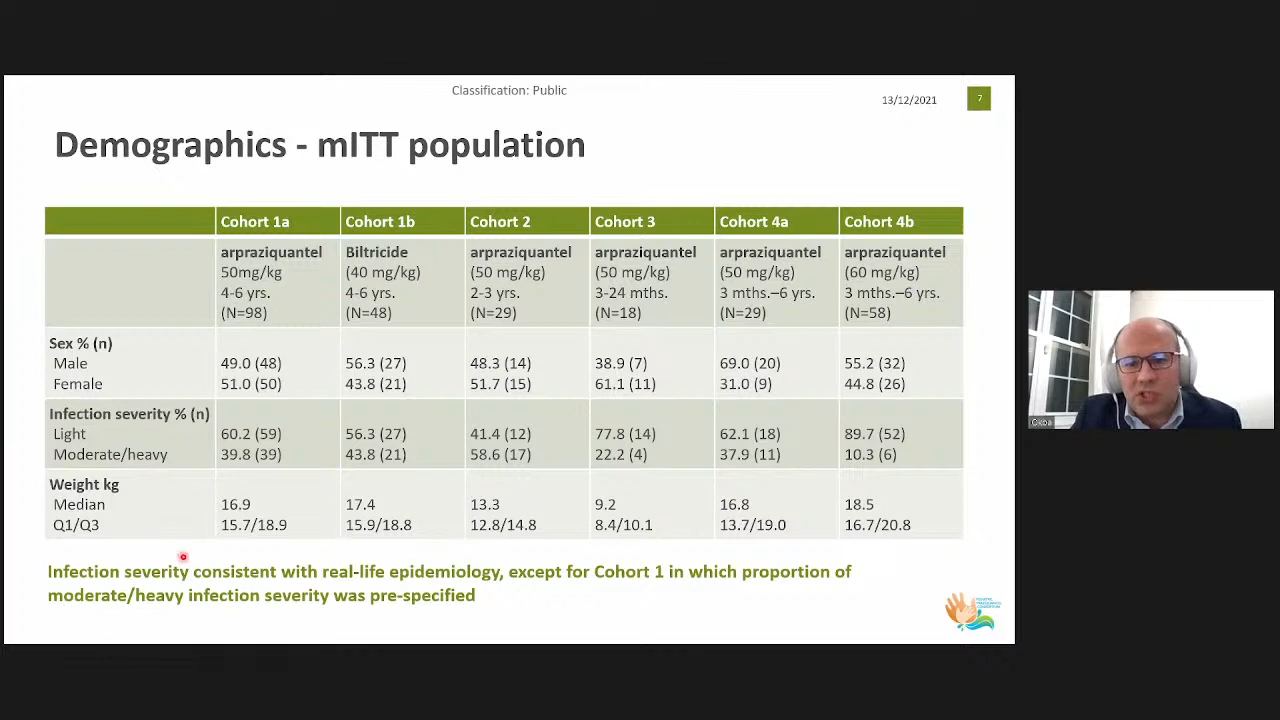 Classification: Public
13/12/2021
7
Demographics - mITT population
Cohort 1a Cohort 1b Cohort 2 Cohort 3 Cohort 4a Cohort 4b
arpraziquantel Biltricide arpraziquantel arpraziquantel arpraziquantel arpraziquantel
50mg/kg (40 mg/kg) (50 mg/kg) (50 mg/kg) (50 mg/kg) (60 mg/kg)
4-6 yrs. 4-6 yrs. 2-3 yrs. 3-24 mths. 3 mths.–6 yrs. 3 mths.–6 yrs.
(N=98) (N=48) (N=29) (N=18) (N=29) (N=58)
Sex % (n)
Male 49.0 (48) 56.3 (27) 48.3 (14) 38.9 (7) 69.0 (20) 55.2 (32)
Female 51.0 (50) 43.8 (21) 51.7 (15) 61.1 (11) 31.0 (9) 44.8 (26)
Infection severity % (n)
Light 60.2 (59) 56.3 (27) 41.4 (12) 77.8 (14) 62.1 (18) 89.7 (52)
Moderate/heavy 39.8 (39) 43.8 (21) 58.6 (17) 22.2 (4) 37.9 (11) 10.3 (6)
Weight kg
Median 16.9 17.4 13.3 9.2 16.8 18.5
Q1/Q3 15.7/18.9 15.9/18.8 12.8/14.8 8.4/10.1 13.7/19.0 16.7/20.8
Infection severity consistent with real-life epidemiology, except for Cohort 1 in which proportion of
moderate/heavy infection severity was pre-specified